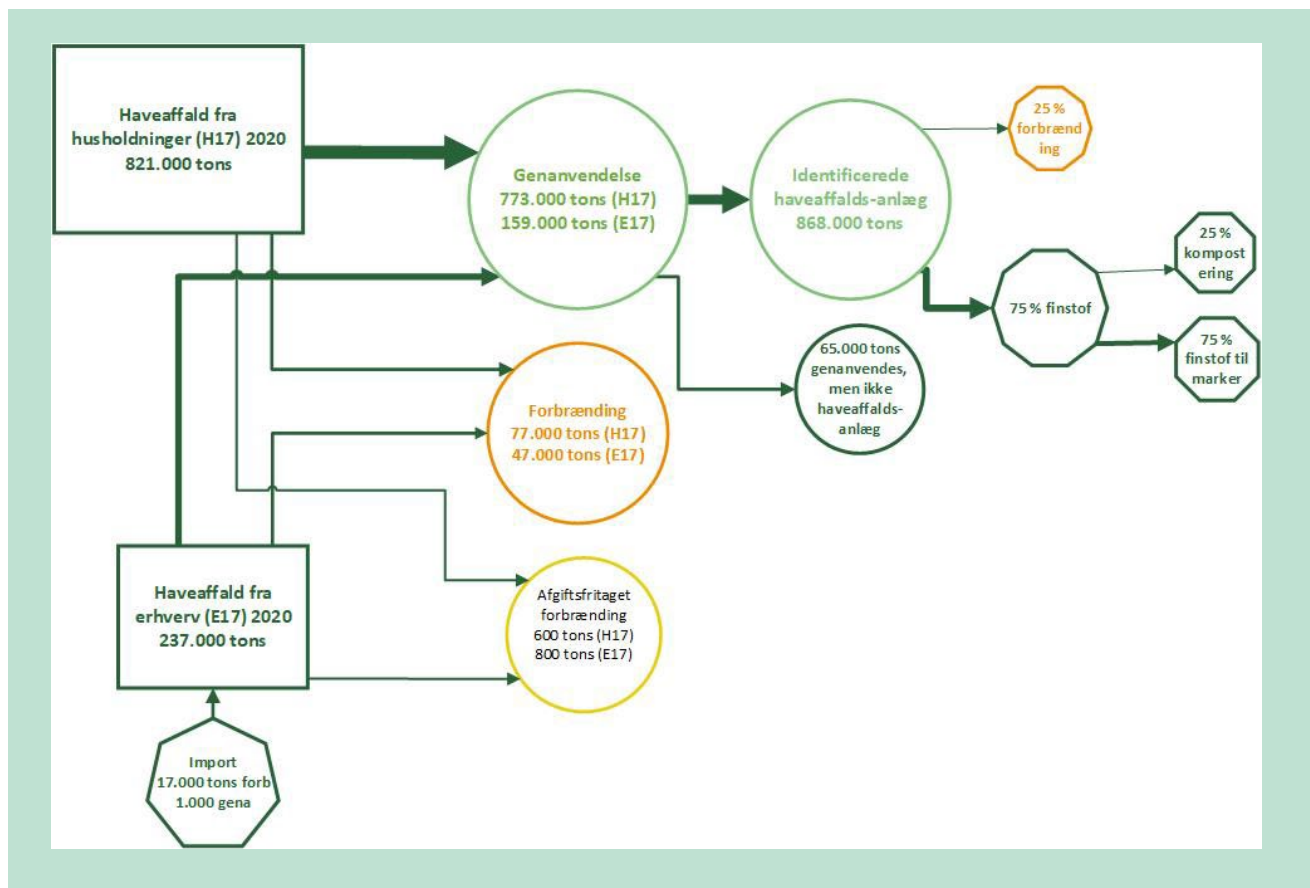 Haveaffald fra
husholdninger (H17) 2020
821.000 tons
Genanvendelse
773.000 tons (H17)
159.000 tons (E17)
Identificerede
haveaffalds-anlæg
868.000 tons
25 %
forbrænd
ing
75 % finstof
25 %
kompost
ering
75 %
finstof til
marker
65.000 tons
genanvendes,
men ikke
haveaffalds-
anlæg
Forbrænding
77.000 tons (H17)
47.000 tons (E17)
Haveaffald fra
erhverv (E17) 2020
237.000 tons
Afgiftsfritaget
forbrænding
600 tons (H17)
800 tons (E17)
Import
17.000 tons forb
1.000 gena